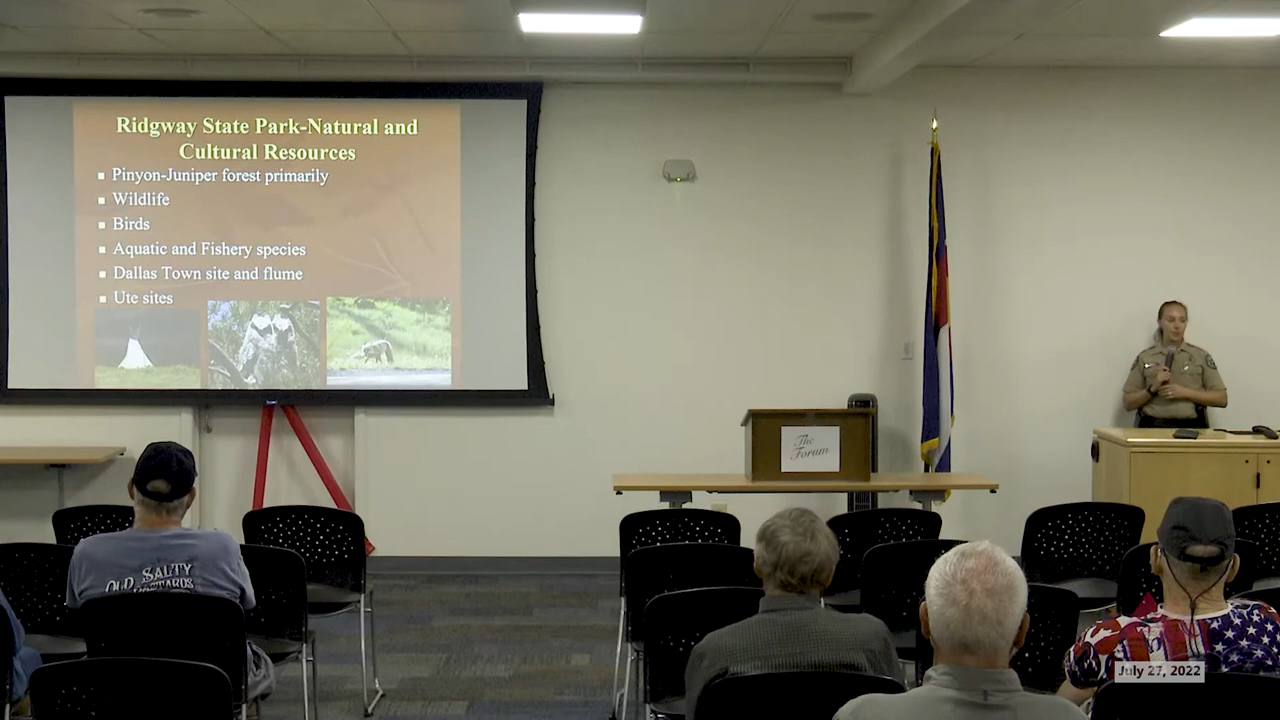 Ridgway State Park-Natural and
Cultural Resources
Pinyon-Juniper forest primarily
Wildlife
Birds
Aquatic and Fishery species
Dallas Town site and flume
Ute sites
The
Forum
OLD SALTY
July 27, 2022